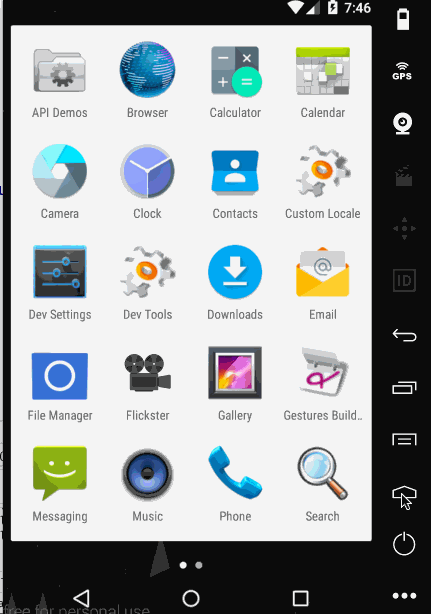 7:46
GPS
API Demos
Browser
Calculator
Calendar
Camera
Clock
Contacts
Custom Locale
ID
Dev Settings
Dev Tools
Downloads
Email
File Manager
Flickster
Gallery
Gestures Build..
Messaging
Music
Phone
Search
free for personal use